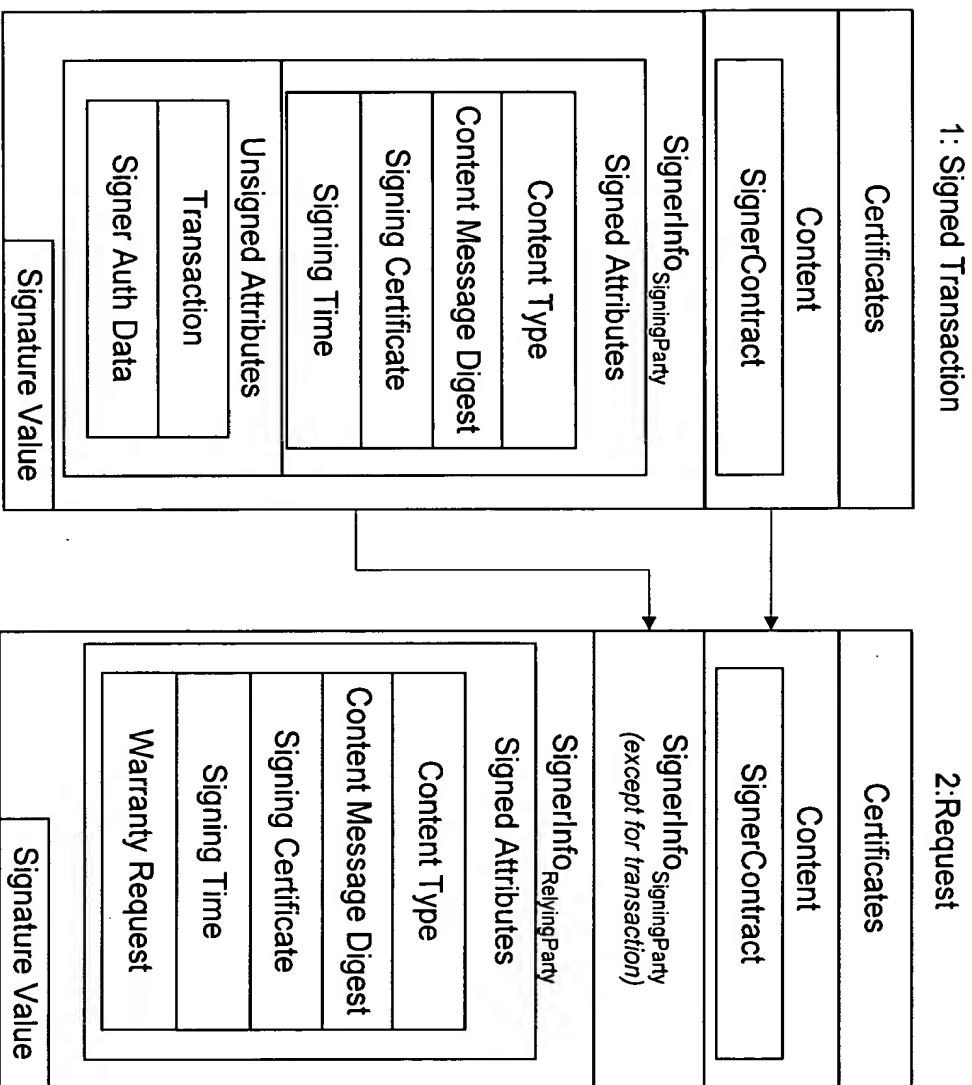 1: Signed Transaction
Certificates
Content
SignerContract
SignerInfoSigningParty
Signed Attributes
Content Type
Content Message Digest
Signing Certificate
Signing Time
Unsigned Attributes
Transaction
Signer Auth Data
Signature Value
2:Request
Certificates
Content
SignerContract
SignerInfoSigningParty
(except for transaction)
SignerInfoRelyingParty
Signed Attributes
Content Type
Content Message Digest
Signing Certificate
Signing Time
Warranty Request
Signature Value